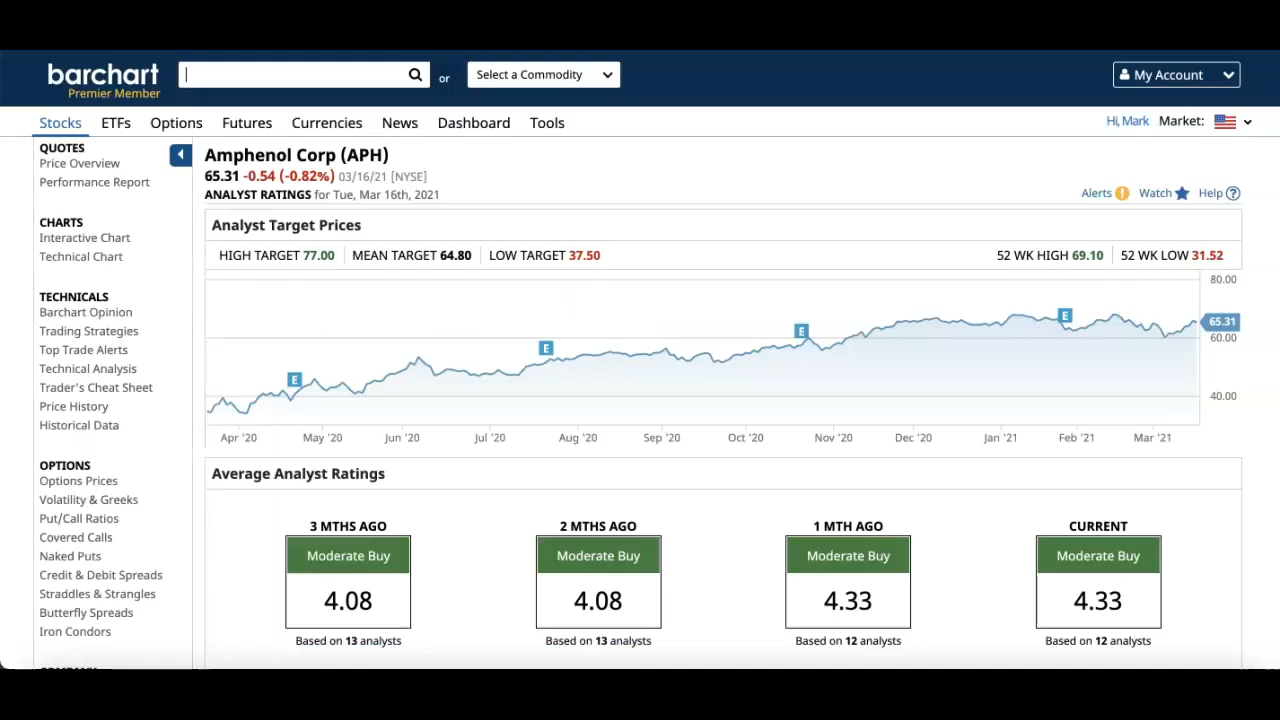 barchart
Premier Member
or
Select a Commodity
My Account
Stocks ETFs Options Futures Currencies News Dashboard Tools
Hi, Mark Market:
QUOTES
Price Overview
Performance Report
CHARTS
Interactive Chart
Technical Chart
TECHNICALS
Barchart Opinion
Trading Strategies
Top Trade Alerts
Technical Analysis
Trader's Cheat Sheet
Price History
Historical Data
OPTIONS
Options Prices
Volatility & Greeks
Put/Call Ratios
Covered Calls
Naked Puts
Credit & Debit Spreads
Straddles & Strangles
Butterfly Spreads
Iron Condors
Amphenol Corp (APH)
65.31 -0.54 (-0.82%) 03/16/21 [NYSE]
ANALYST RATINGS for Tue, Mar 16th, 2021
Alerts ! Watch Help ?
Analyst Target Prices
HIGH TARGET 77.00 MEAN TARGET 64.80 LOW TARGET 37.50 52 WK HIGH 69.10 52 WK LOW 31.52
80.00
65.31
60.00
40.00
E E E E
Apr '20 May '20 Jun '20 Jul '20 Aug '20 Sep '20 Oct '20 Nov '20 Dec '20 Jan '21 Feb '21 Mar '21
Average Analyst Ratings
3 MTHS AGO 2 MTHS AGO 1 MTH AGO CURRENT
Moderate Buy Moderate Buy Moderate Buy Moderate Buy
4.08 4.08 4.33 4.33
Based on 13 analysts Based on 13 analysts Based on 12 analysts Based on 12 analysts